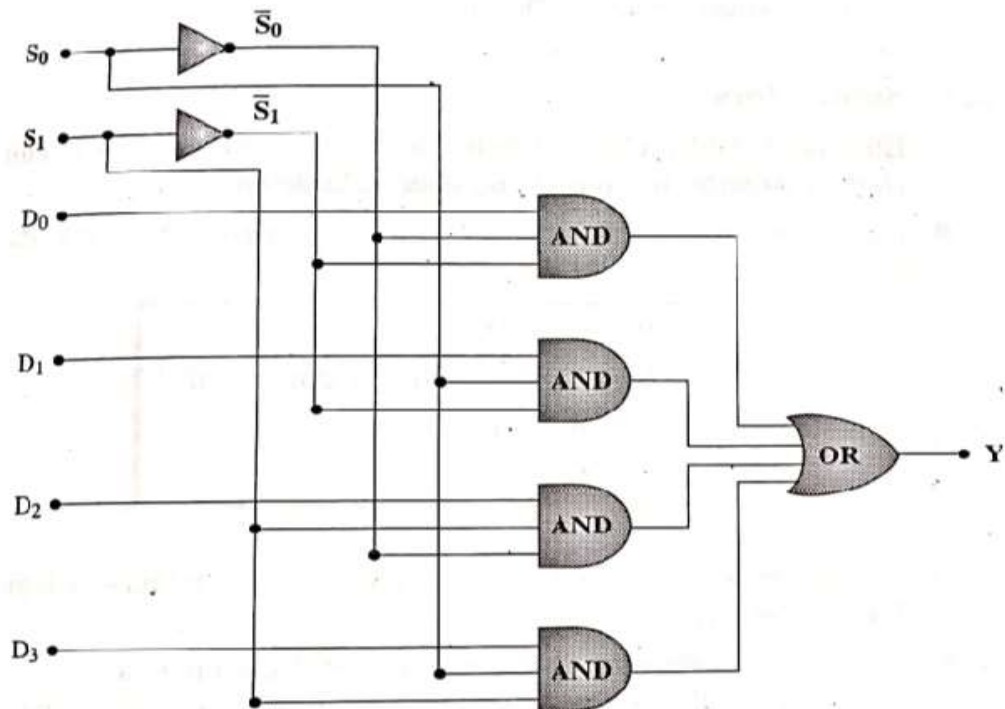 S̅₀
S₀
S̅₁
S₁
D₀
AND
D₁
AND
OR
Y
D₂
AND
D₃
AND